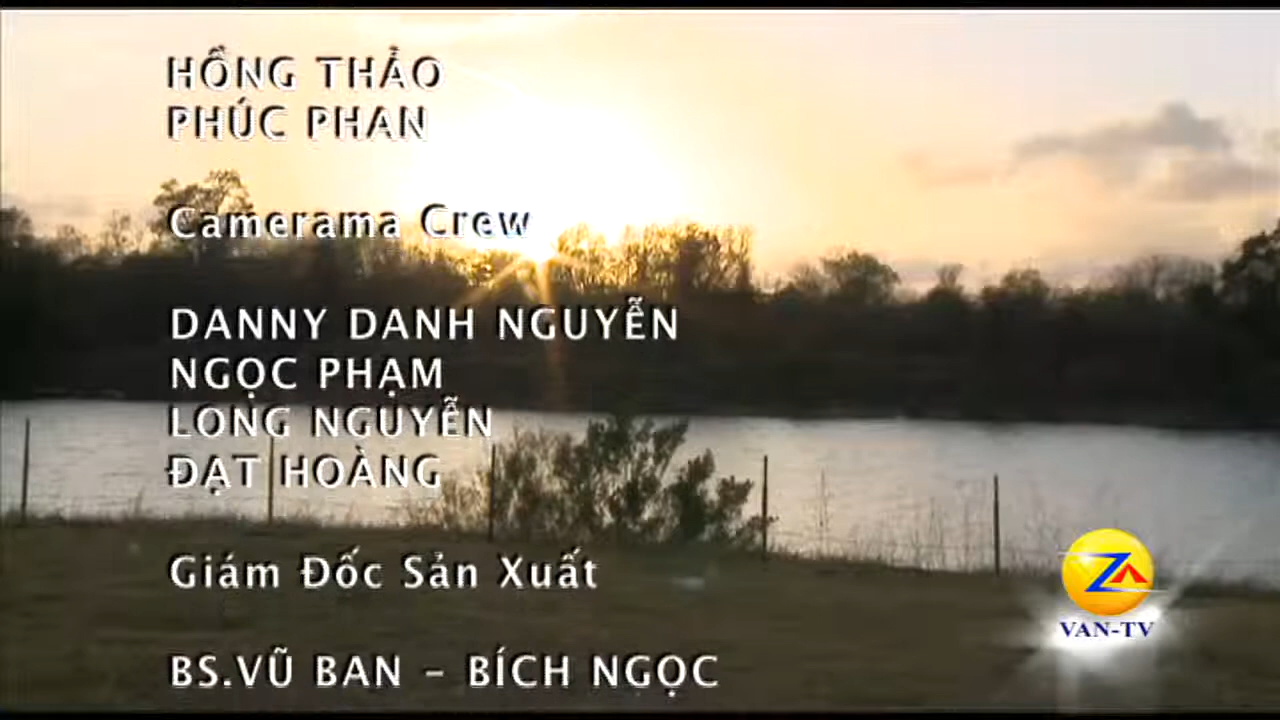 HỒNG THẢO
PHÚC PHAN
Camerama Crew
DANNY DANH NGUYỄN
NGỌC PHẠM
LONG NGUYỄN
ĐẠT HOÀNG
Giám Đốc Sản Xuất
BS.VŨ BAN – BÍCH NGỌC
VAN-TV